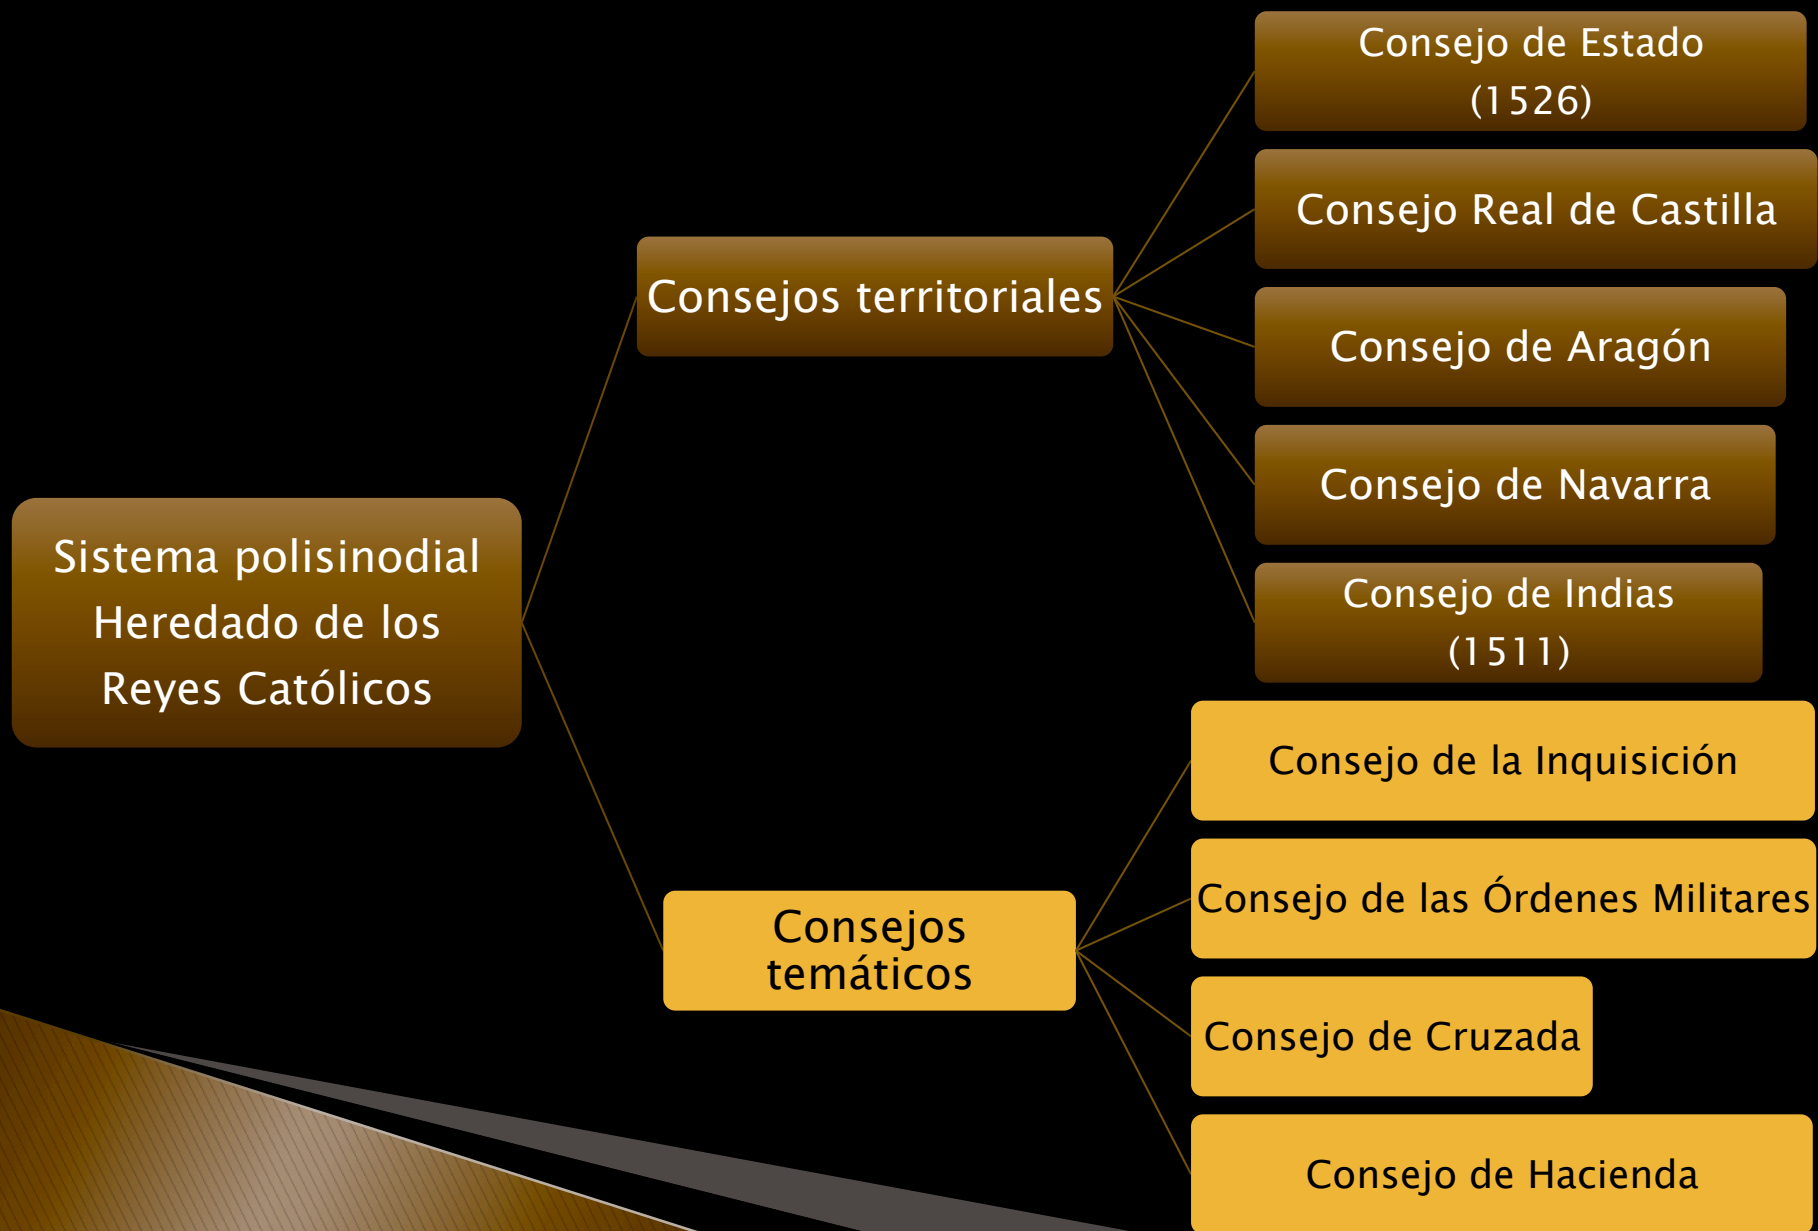 Sistema polisinodial
Heredado de los
Reyes Católicos
Consejos territoriales
Consejo de Estado
(1526)
Consejo Real de Castilla
Consejo de Aragón
Consejo de Navarra
Consejo de Indias
(1511)
Consejos
temáticos
Consejo de la Inquisición
Consejo de las Órdenes Militares
Consejo de Cruzada
Consejo de Hacienda